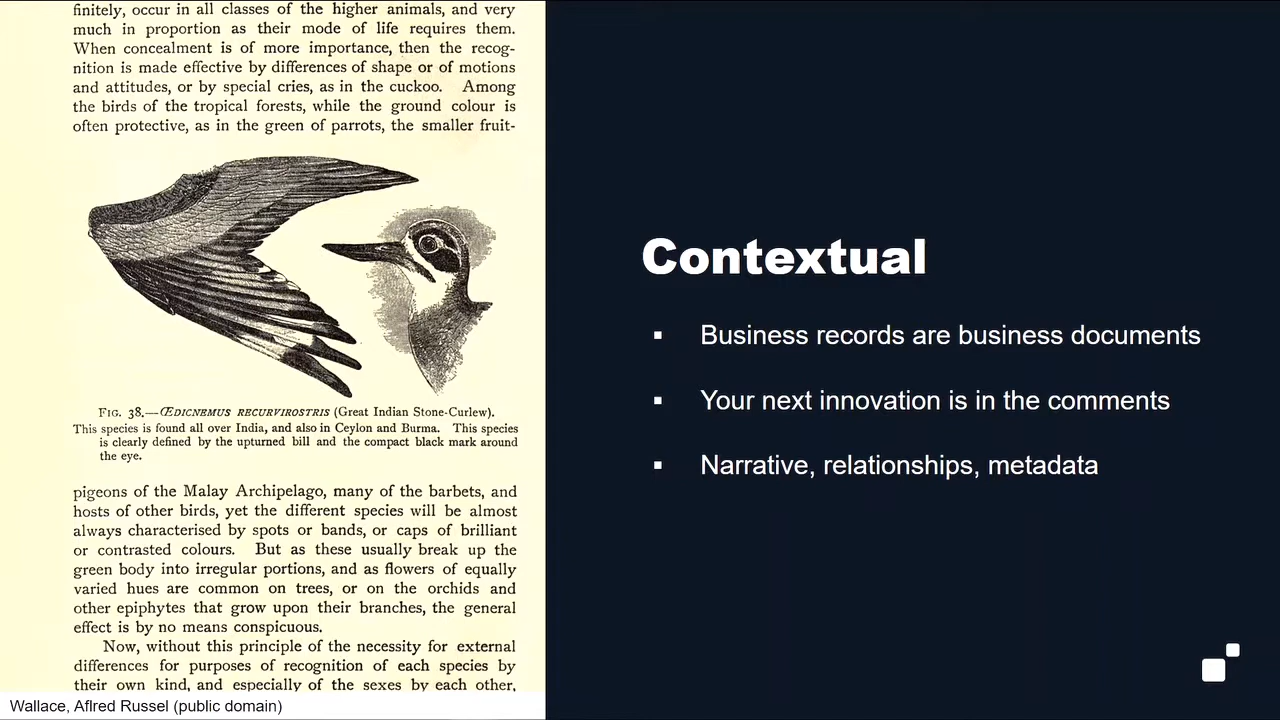 finitely, occur in all classes of the higher animals, and very
much in proportion as their mode of life requires them.
When concealment is of more importance, then the recog-
nition is made effective by differences of shape or of motions
and attitudes, or by special cries, as in the cuckoo. Among
the birds of the tropical forests, while the ground colour is
often protective, as in the green of parrots, the smaller fruit-
FIG. 38.—ŒDICNEMUS RECURVIROSTRIS (Great Indian Stone-Curlew).
This species is found all over India, and also in Ceylon and Burma. This species
is clearly defined by the upturned bill and the compact black mark around
the eye.
pigeons of the Malay Archipelago, many of the barbets, and
hosts of other birds, yet the different species will be almost
always characterised by spots or bands, or caps of brilliant
or contrasted colours. But as these usually break up the
green body into irregular portions, and as flowers of equally
varied hues are common on trees, or on the orchids and
other epiphytes that grow upon their branches, the general
effect is by no means conspicuous.
Now, without this principle of the necessity for external
differences for purposes of recognition of each species by
their own kind, and especially of the sexes by each other,
Wallace, Aflred Russel (public domain)
Contextual
▪ Business records are business documents
▪ Your next innovation is in the comments
▪ Narrative, relationships, metadata